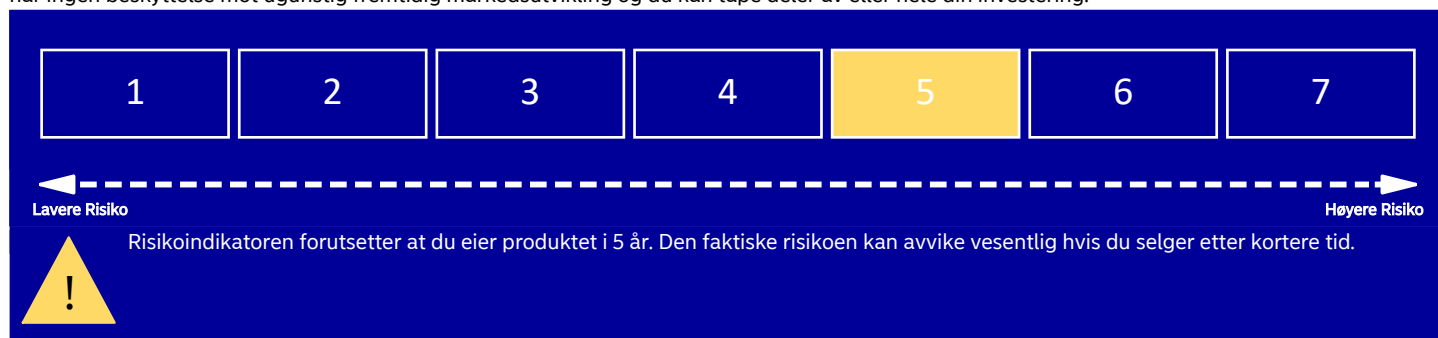 1 2 3 4 5 6 7
Lavere Risiko Høyere Risiko
Risikoindikatoren forutsetter at du eier produktet i 5 år. Den faktiske risikoen kan avvike vesentlig hvis du selger etter kortere tid.
!